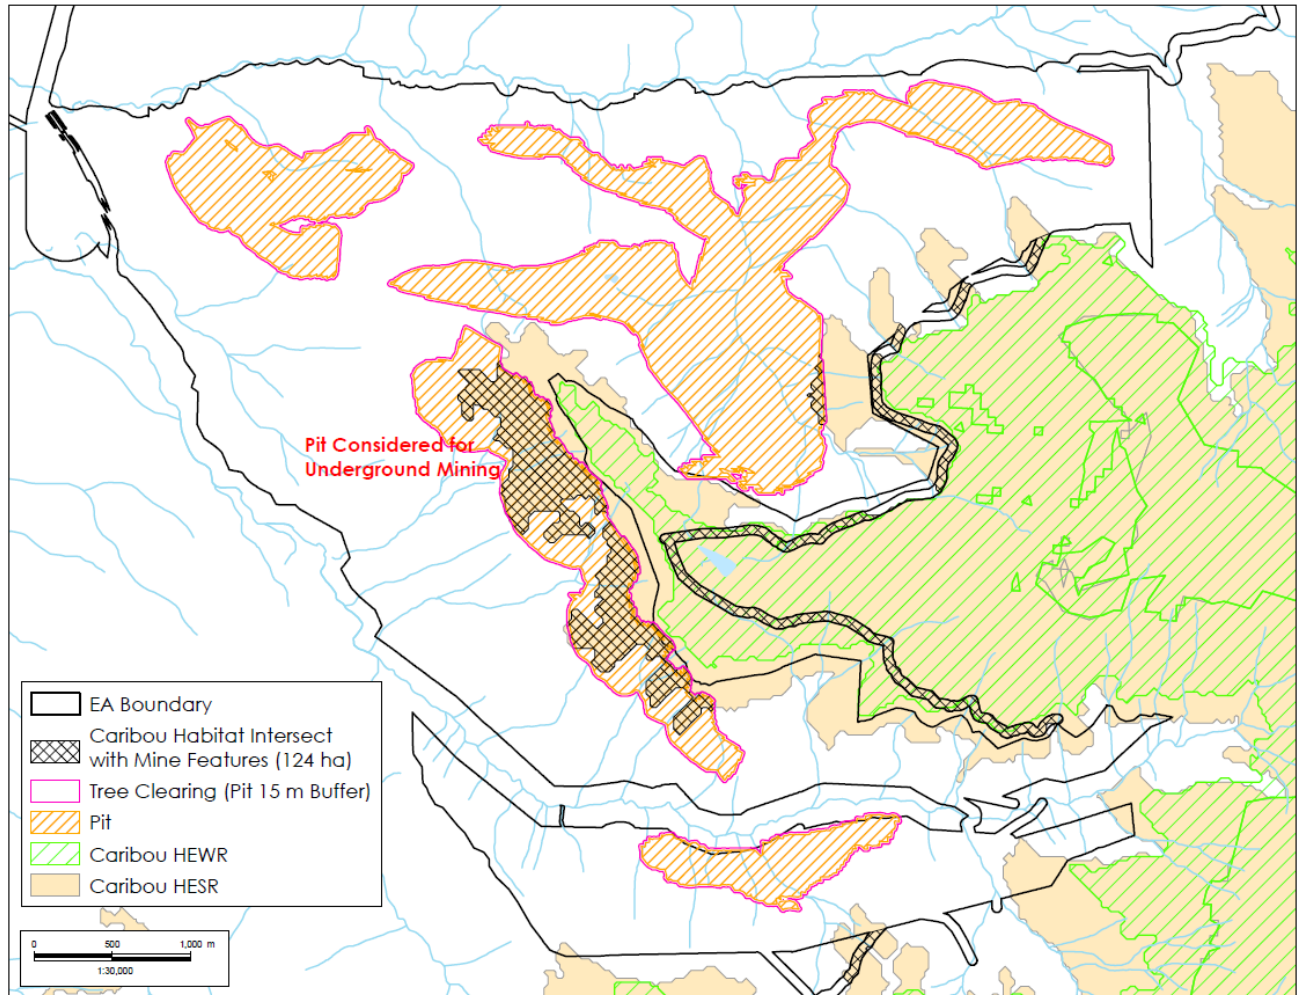 Pit Considered for
Underground Mining
EA Boundary
Caribou Habitat Intersect
with Mine Features (124 ha)
Tree Clearing (Pit 15 m Buffer)
Pit
Caribou HEWR
Caribou HESR
0 500 1,000 m
1:30,000